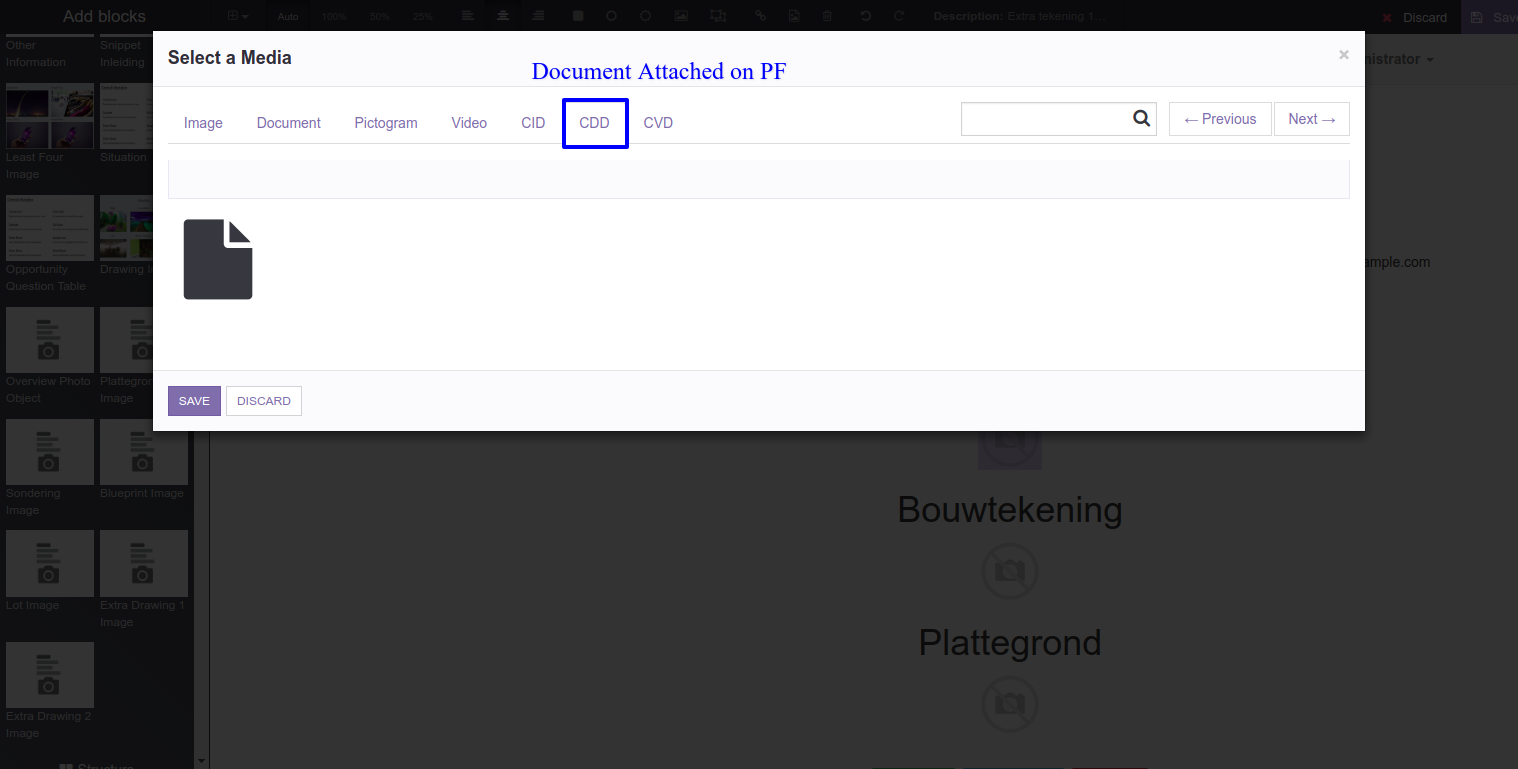 Add blocks
Auto
100%
50%
25%
Description: Extra tekening 1...
Discard
Save
Other
Information
Snippet
Inleiding
Select a Media
×
Document Attached on PF
nistrator
Image
Document
Pictogram
Video
CID
CDD
CVD
← Previous
Next →
Least Four
Image
Situation
Opportunity
Question Table
Drawing I
ample.com
Overview Photo
Object
Plattegron
Image
SAVE
DISCARD
Sondering
Image
Blueprint Image
Bouwtekening
Lot Image
Extra Drawing 1
Image
Plattegrond
Extra Drawing 2
Image
Structure